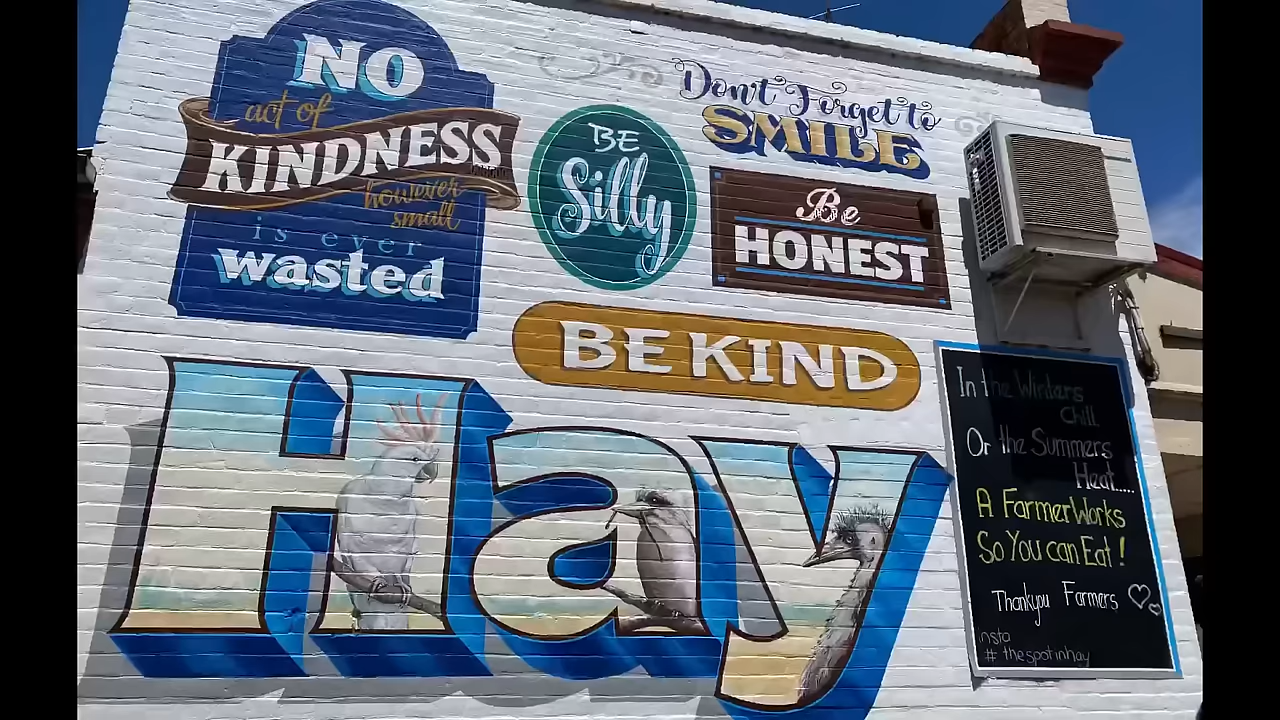 NO
act of
KINDNESS
however
small
is ever
wasted
BE
Silly
Don't Forget to
SMILE
Be
HONEST
BE KIND
Hay
In the Winters
Chill
Or the Summers
Heat.....
A Farmer Works
So You can Eat!
Thankyou Farmers
insta
# thespotinhay